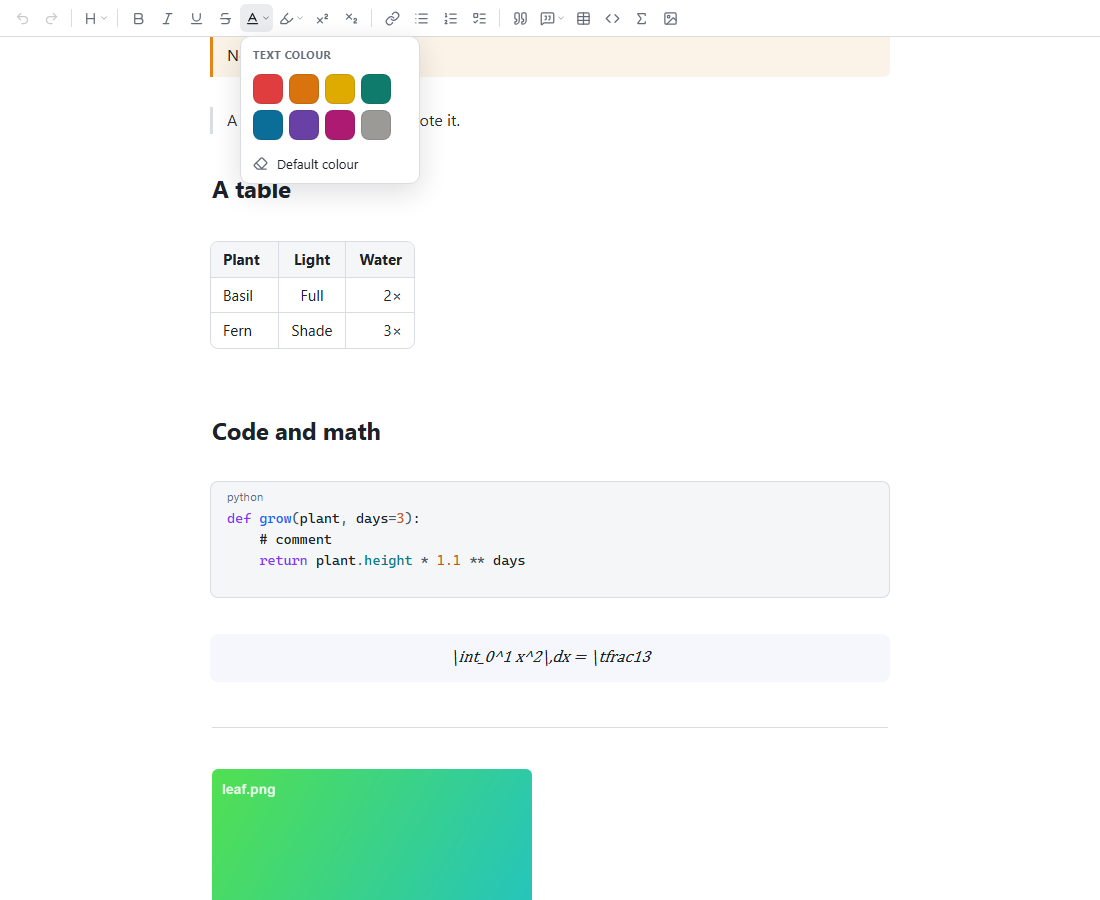 H B I U S A x² x₂ Σ
TEXT COLOUR
Default colour
A ote it.
A table
Plant Light Water
Basil Full 2×
Fern Shade 3×
Code and math
python
def grow(plant, days=3):
    # comment
    return plant.height * 1.1 ** days
\int_0^1 x^2\,dx = \tfrac13
leaf.png